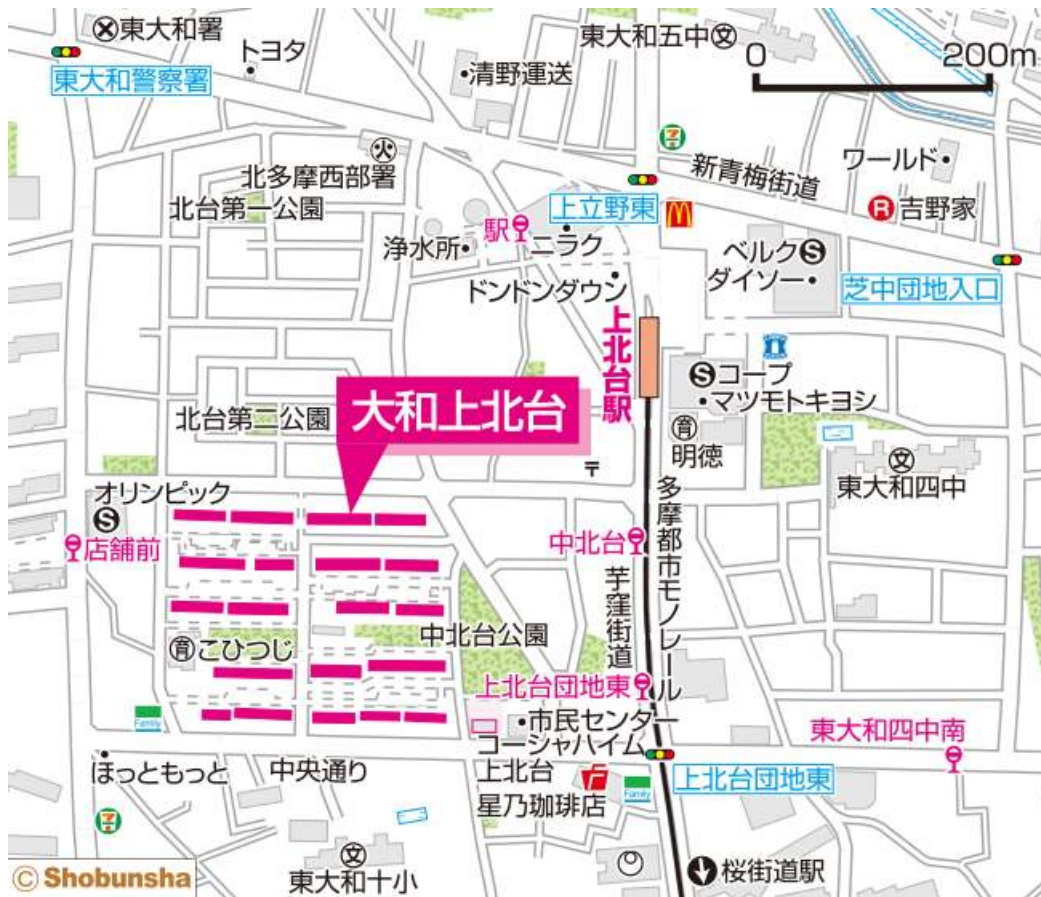 東大和署
トヨタ
東大和五中
文
0
200m
東大和警察署
清野運送
7
新青梅街道
ワールド
火
北多摩西部署
北台第一公園
上立野東
R
吉野家
駅
ニラク
浄水所
ベルク
S
ダイソー
芝中団地入口
ドンドンダウン
上北台駅
S
コープ
マツモトキヨシ
大和上北台
北台第二公園
育
明徳
文
東大和四中
〒
オリンピック
S
店舗前
多摩都市モノレール
中北台
芋窪街道
中北台公園
育
こひつじ
上北台団地東
市民センター
コーシャハイム
上北台
東大和四中南
Family
ほっともっと
中央通り
上北台団地東
星乃珈琲店
Family
7
文
東大和十小
桜街道駅
© Shobunsha